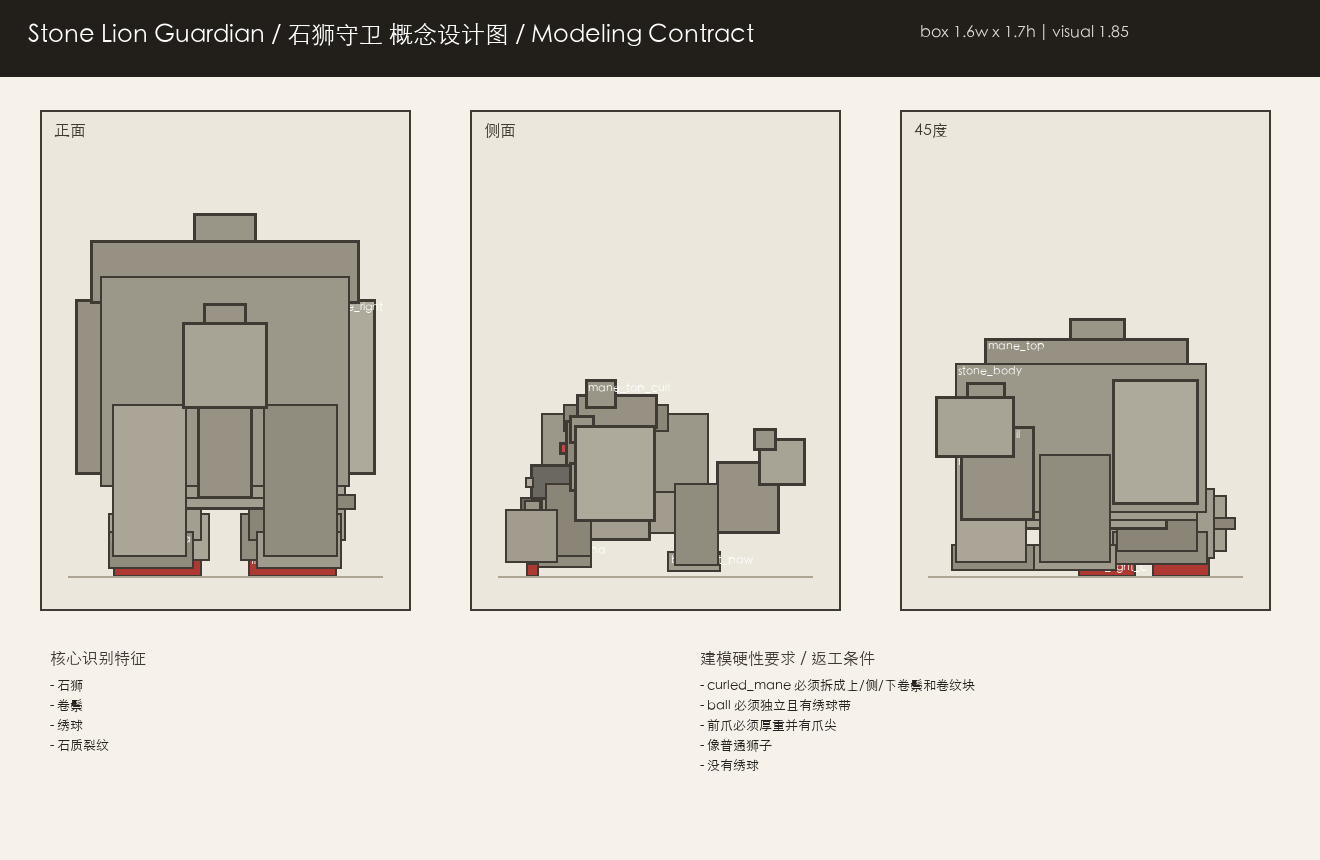 Stone Lion Guardian / 石狮守卫 概念设计图 / Modeling Contract
box 1.6w x 1.7h | visual 1.85
正面
侧面
45度
e_right
mane_top_curl
mane_top
stone_body
_paw
核心识别特征
- 石狮
- 卷鬃
- 绣球
- 石质裂纹
建模硬性要求 / 返工条件
- curled_mane 必须拆成上/侧/下卷鬃和卷纹块
- ball 必须独立且有绣球带
- 前爪必须厚重并有爪尖
- 像普通狮子
- 没有绣球